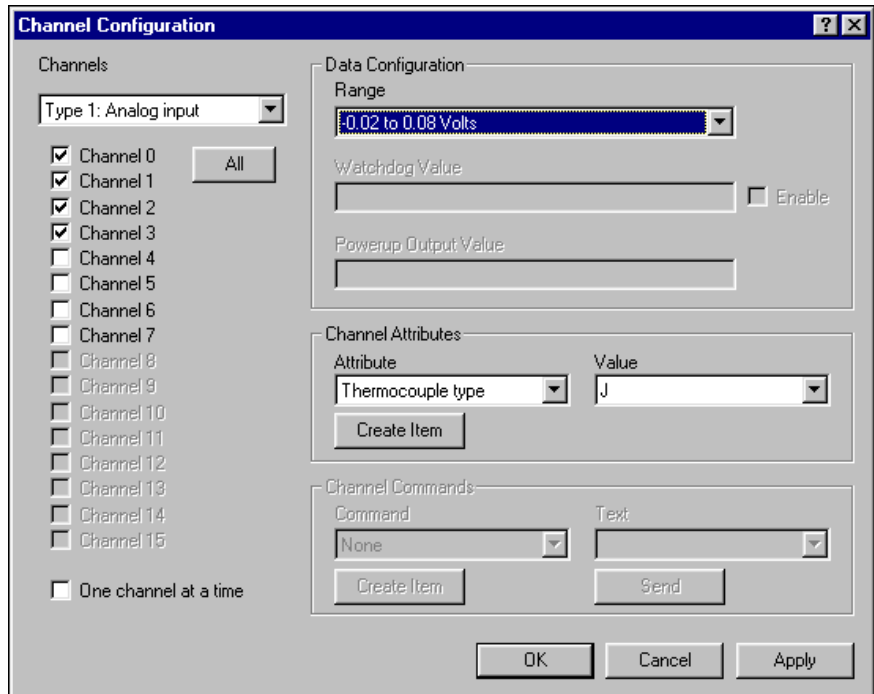 Channel Configuration
Channels
Type 1: Analog input
Channel 0
All
Channel 1
Channel 2
Channel 3
Channel 4
Channel 5
Channel 6
Channel 7
Channel 8
Channel 9
Channel 10
Channel 11
Channel 12
Channel 13
Channel 14
Channel 15
One channel at a time
Data Configuration
Range
-0.02 to 0.08 Volts
Watchdog Value
Enable
Powerup Output Value
Channel Attributes
Attribute Value
Thermocouple type J
Create Item
Channel Commands
Command Text
None
Create Item Send
OK Cancel Apply